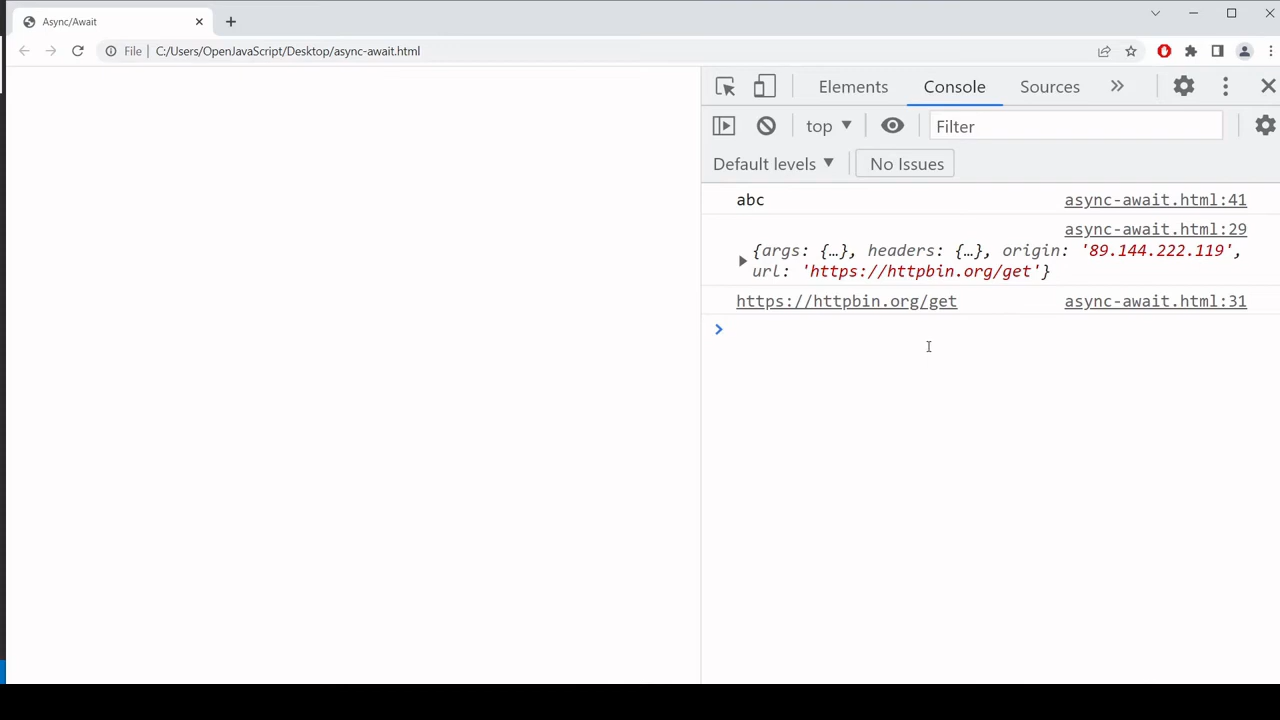 Async/Await
File | C:/Users/OpenJavaScript/Desktop/async-await.html
Elements Console Sources
top Filter
Default levels No Issues
abc async-await.html:41
async-await.html:29
{args: {…}, headers: {…}, origin: '89.144.222.119',
url: 'https://httpbin.org/get'}
https://httpbin.org/get async-await.html:31